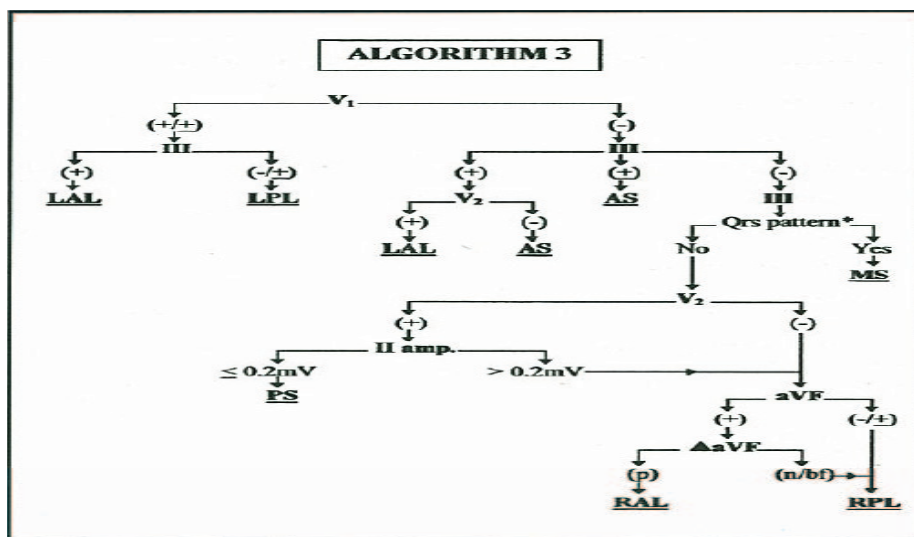 ALGORITHM 3
V₁
(+/±) (-)
III III
(+) (-/±) (+) (±) (-)
LAL LPL V₂ AS III
(+) (-) Qrs pattern*
LAL AS No Yes
MS
V₂
(+) (-)
II amp.
≤ 0.2mV > 0.2mV
PS aVF
(+) (-/±)
▲aVF
(p) (n/bf)
RAL RPL